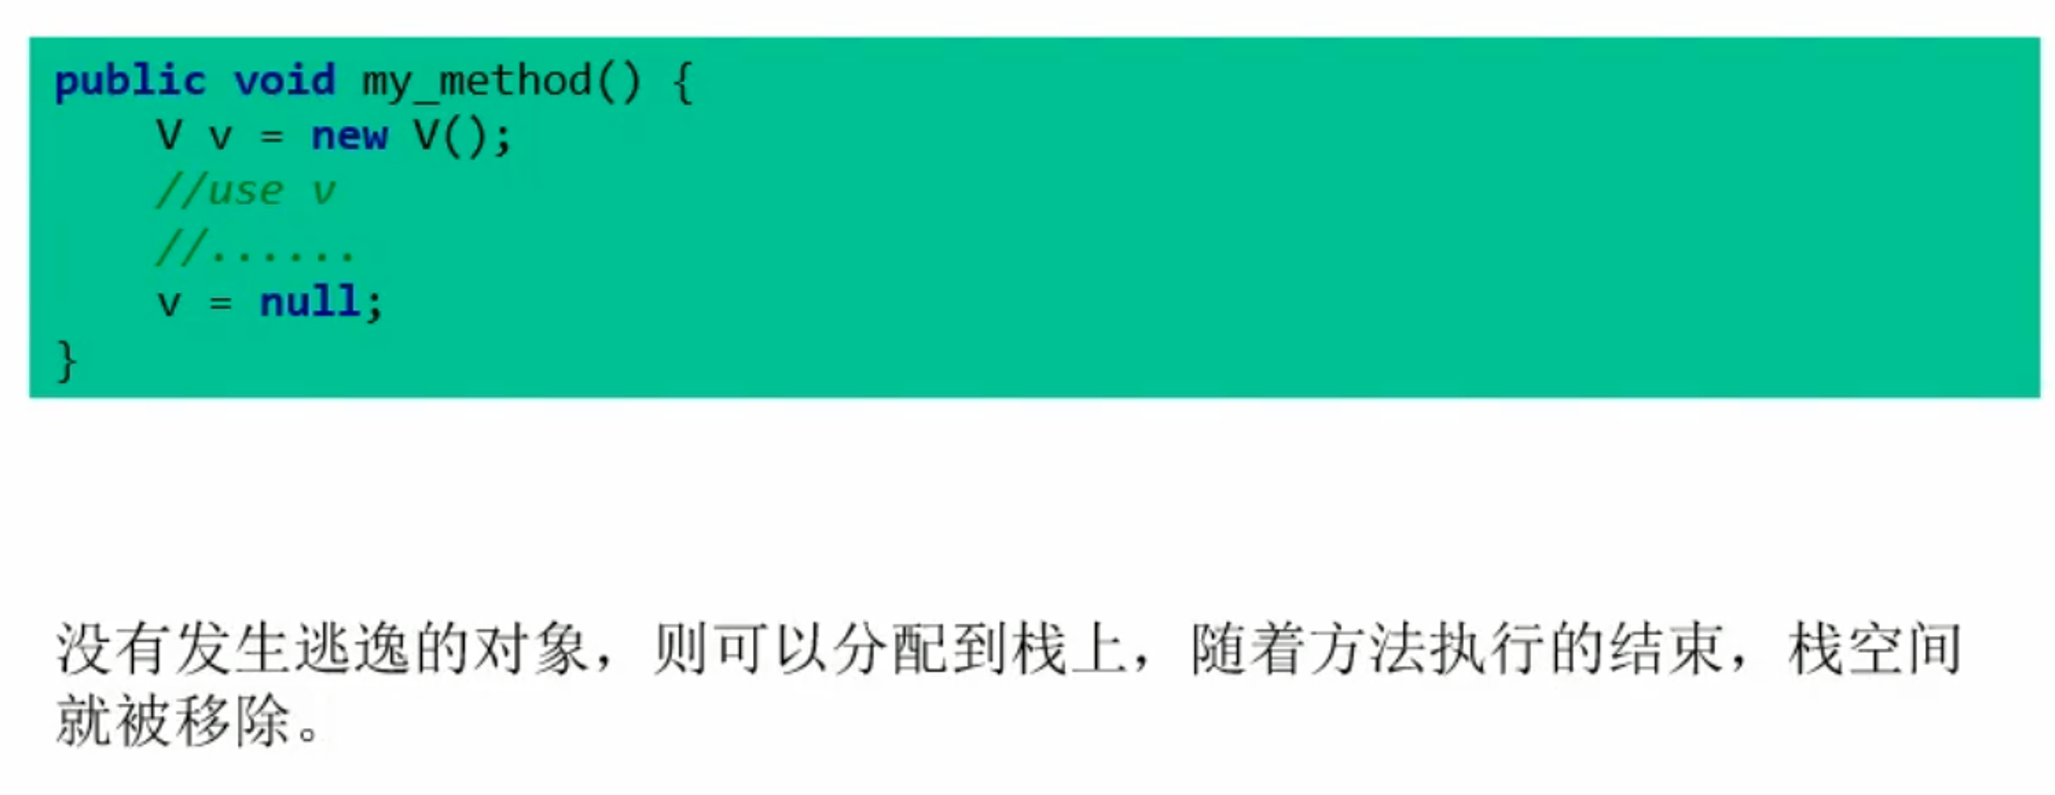 public void my_method() {
    V v = new V();
    //use v
    //......
    v = null;
}
没有发生逃逸的对象，则可以分配到栈上，随着方法执行的结束，栈空间
就被移除。